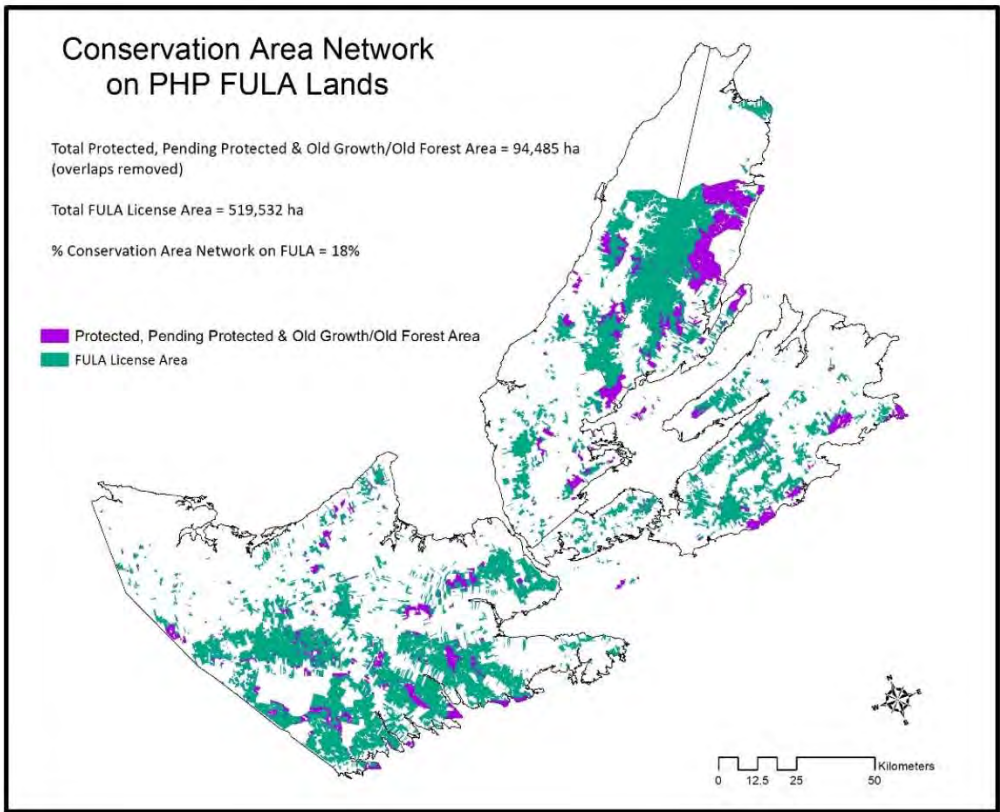 Conservation Area Network
on PHP FULA Lands
Total Protected, Pending Protected & Old Growth/Old Forest Area = 94,485 ha
(overlaps removed)
Total FULA License Area = 519,532 ha
% Conservation Area Network on FULA = 18%
Protected, Pending Protected & Old Growth/Old Forest Area
FULA License Area
N
W
E
S
Kilometers
0 12.5 25 50